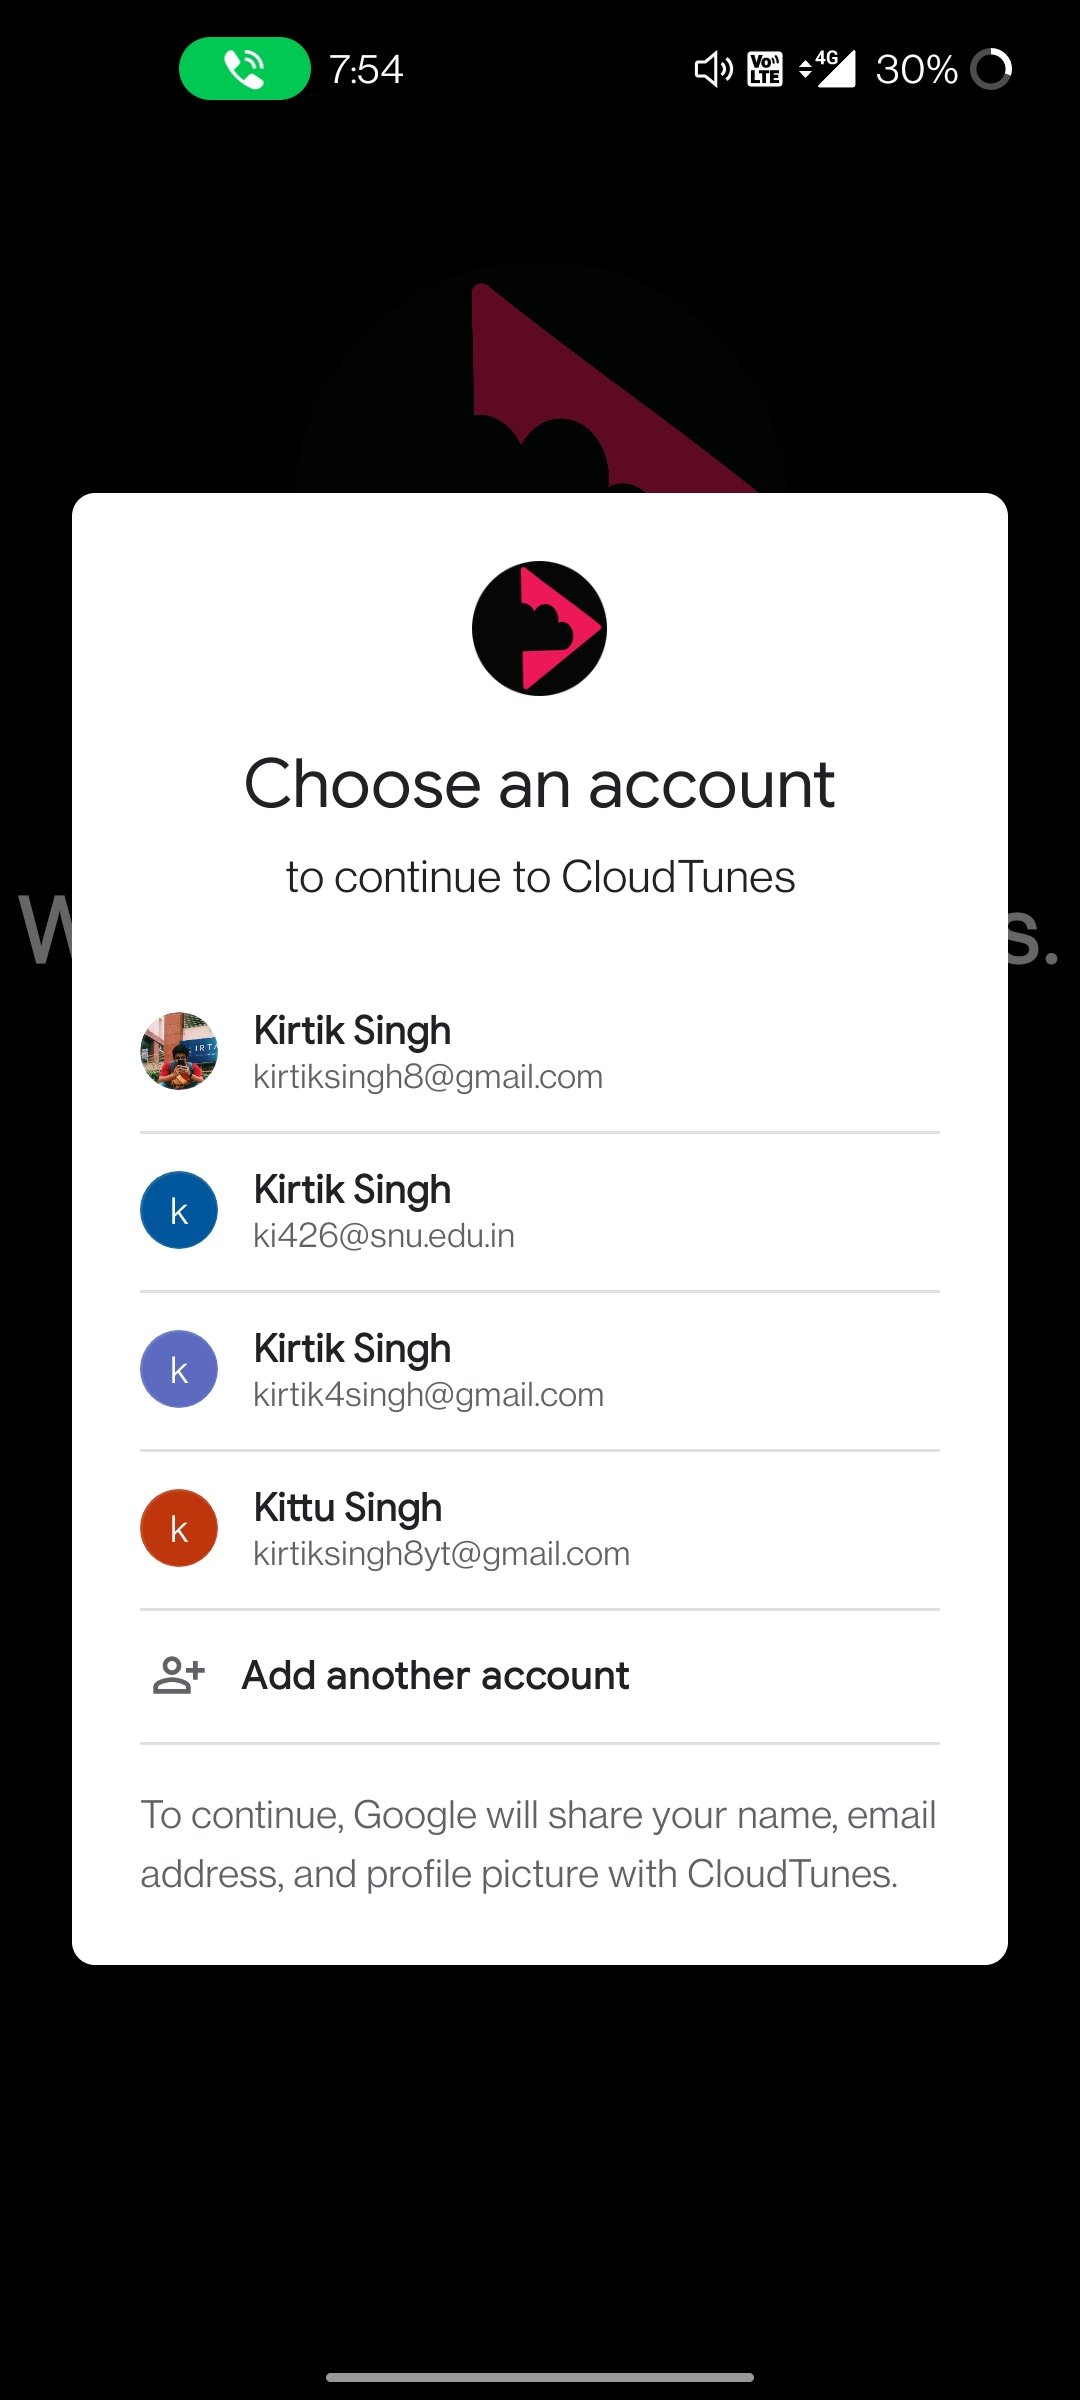 7:54 Vo LTE 4G 30%
Choose an account
to continue to CloudTunes
W s.
Kirtik Singh
kirtiksingh8@gmail.com
k Kirtik Singh
ki426@snu.edu.in
k Kirtik Singh
kirtik4singh@gmail.com
k Kittu Singh
kirtiksingh8yt@gmail.com
Add another account
To continue, Google will share your name, email
address, and profile picture with CloudTunes.